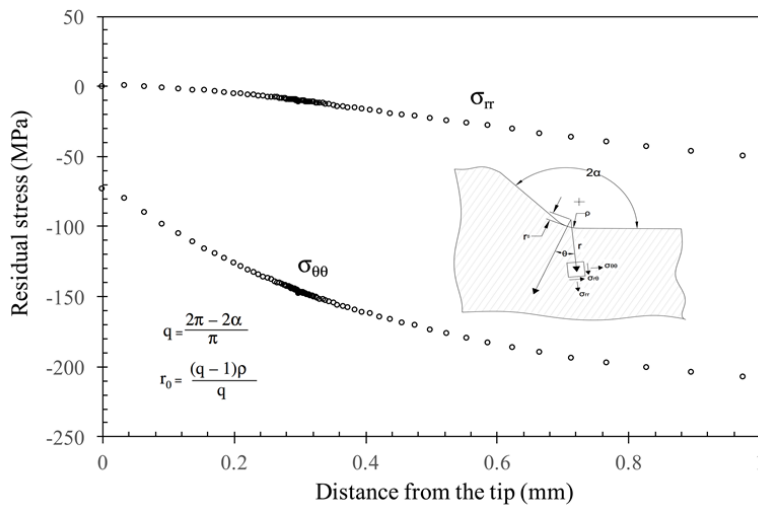 50
0
-50
-100
-150
-200
-250
Residual stress (MPa)
σrr
σθθ
2α
ρ
r₀
r
θ
σθθ
σrθ
σrr
q = 2π − 2α / π
r₀ = (q − 1)ρ / q
0 0.2 0.4 0.6 0.8 1
Distance from the tip (mm)